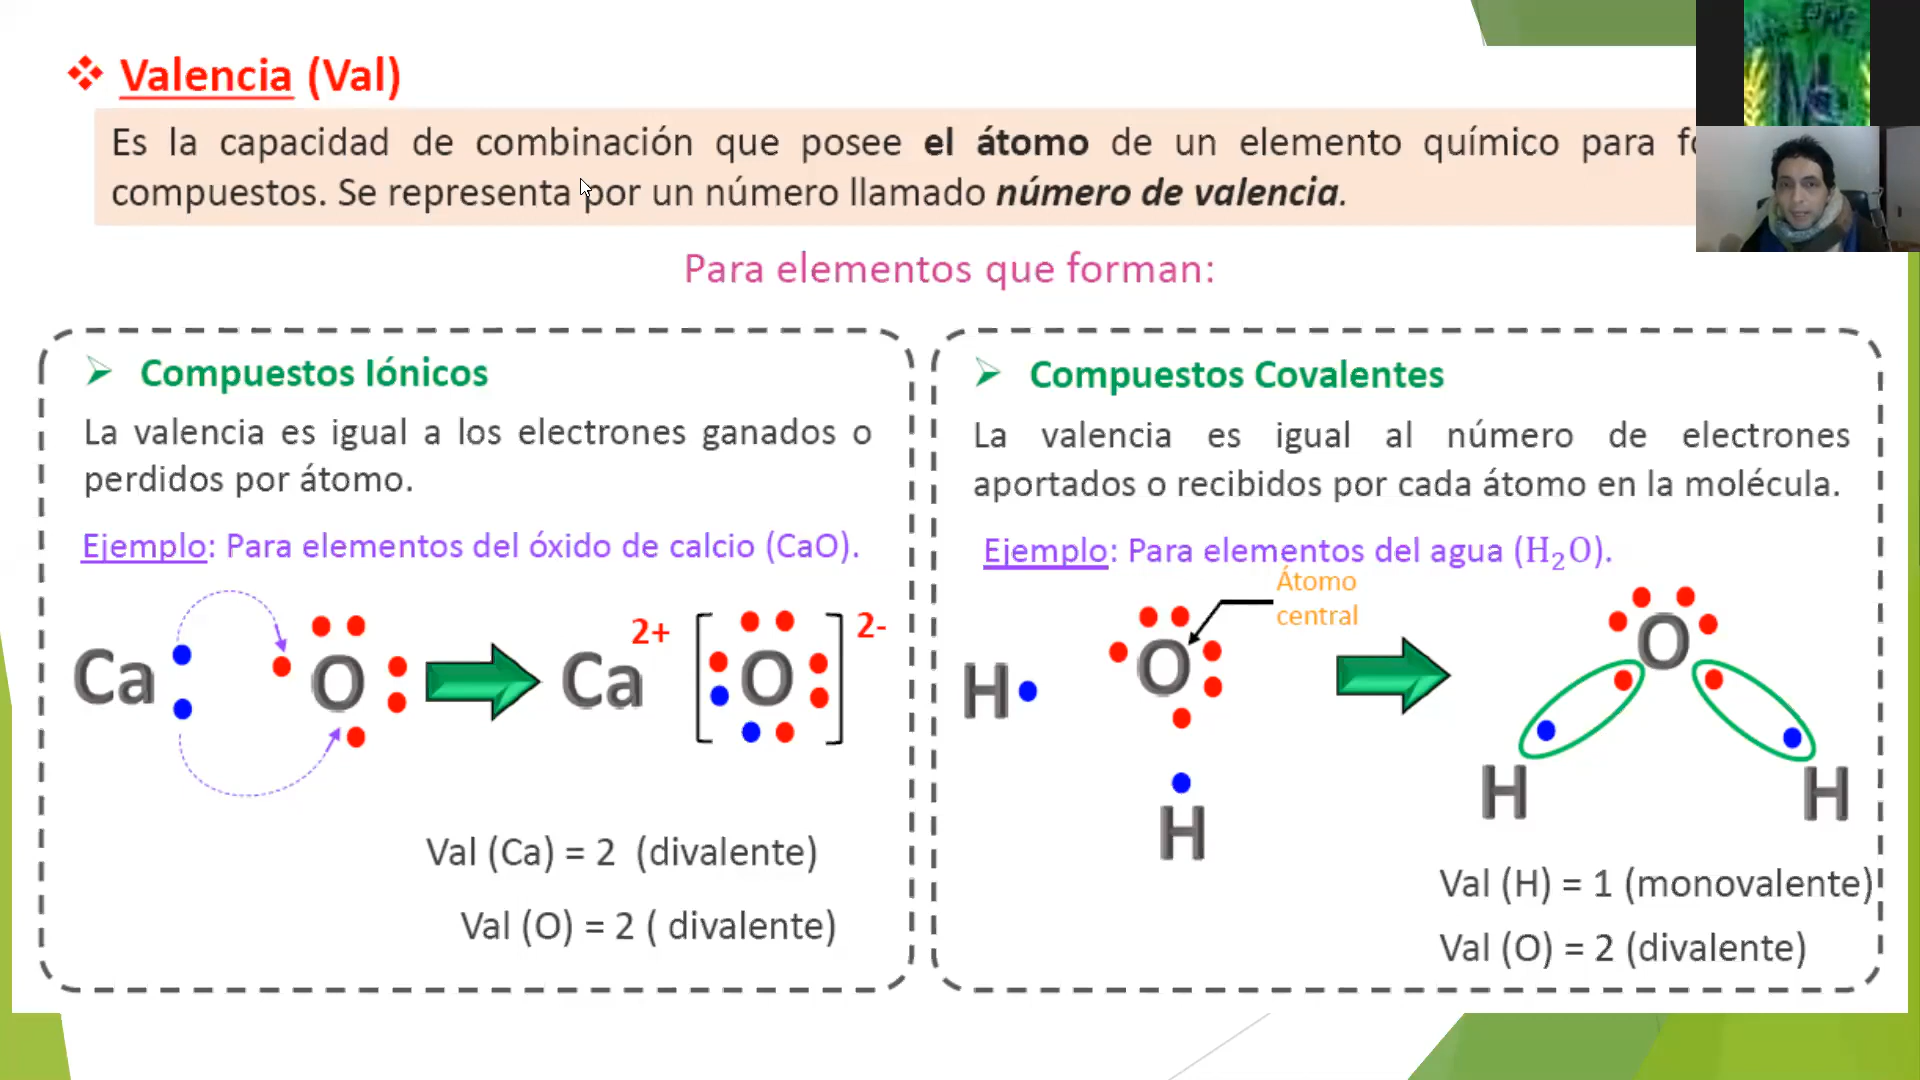 ❖ Valencia (Val)
Es la capacidad de combinación que posee el átomo de un elemento químico para
compuestos. Se representa por un número llamado número de valencia.
Para elementos que forman:
➢ Compuestos Iónicos
La valencia es igual a los electrones ganados o
perdidos por átomo.
Ejemplo: Para elementos del óxido de calcio (CaO).
Ca O Ca 2+ [O] 2-
Val (Ca) = 2 (divalente)
Val (O) = 2 ( divalente)
➢ Compuestos Covalentes
La valencia es igual al número de electrones
aportados o recibidos por cada átomo en la molécula.
Ejemplo: Para elementos del agua (H₂O).
Átomo
central
H O O
H H H
Val (H) = 1 (monovalente)
Val (O) = 2 (divalente)